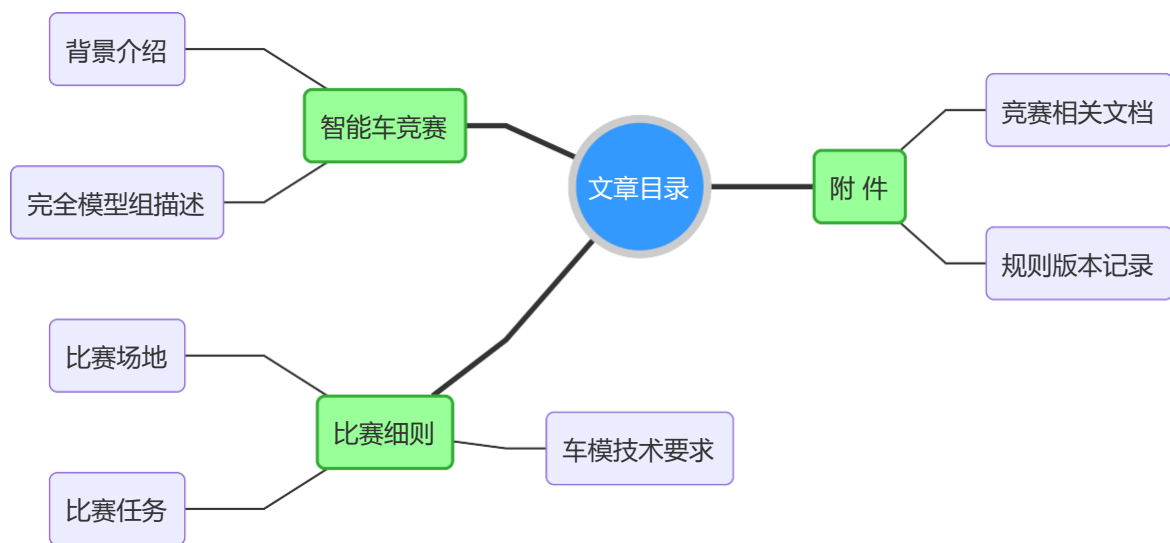 文章目录
智能车竞赛
背景介绍
完全模型组描述
比赛细则
比赛场地
比赛任务
车模技术要求
附 件
竞赛相关文档
规则版本记录